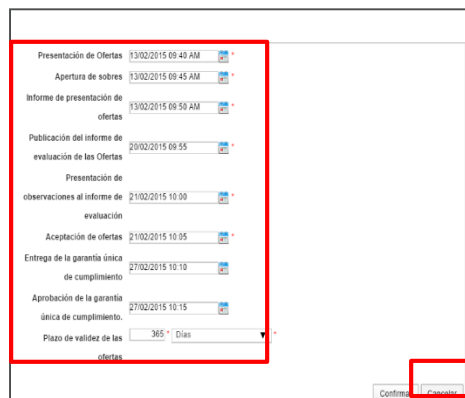 Presentación de Ofertas 13/02/2015 09:40 AM *
Apertura de sobres 13/02/2015 09:45 AM *
Informe de presentación de
ofertas 13/02/2015 09:50 AM *
Publicación del informe de
evaluación de las Ofertas 20/02/2015 09:55 *
Presentación de
observaciones al informe de
evaluación 21/02/2015 10:00 *
Aceptación de ofertas 21/02/2015 10:05 *
Entrega de la garantía única
de cumplimiento 27/02/2015 10:10
Aprobación de la garantía
única de cumplimiento. 27/02/2015 10:15
Plazo de validez de las
ofertas 365 * Días *
Confirmar Cancelar